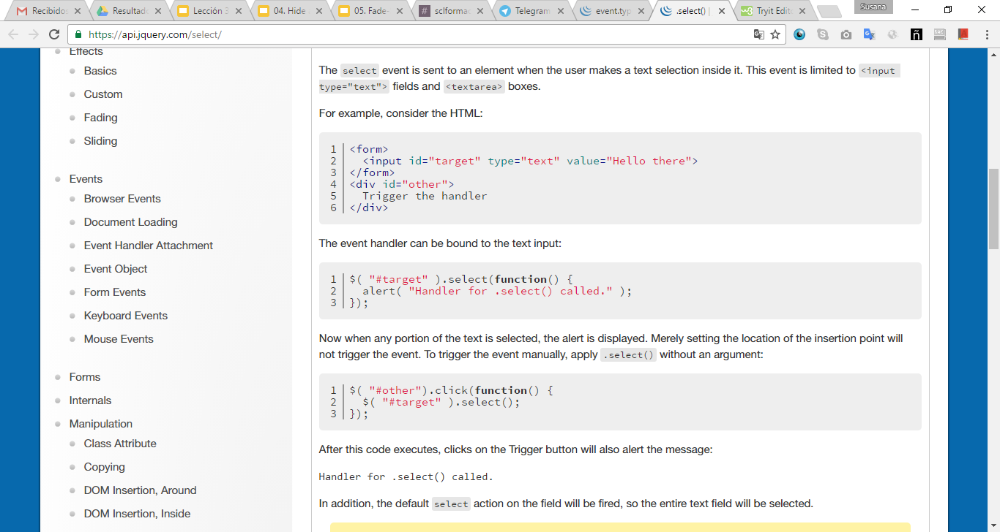 Recibidos
Resultado
Lección 3
04. Hide
05. Fade-
sclformac
Telegram
event.typ
.select() |
Tryit Edito
Susana
https://api.jquery.com/select/
Effects
Basics
Custom
Fading
Sliding
Events
Browser Events
Document Loading
Event Handler Attachment
Event Object
Form Events
Keyboard Events
Mouse Events
Forms
Internals
Manipulation
Class Attribute
Copying
DOM Insertion, Around
DOM Insertion, Inside
The select event is sent to an element when the user makes a text selection inside it. This event is limited to <input
type="text"> fields and <textarea> boxes.
For example, consider the HTML:
1 <form>
2 <input id="target" type="text" value="Hello there">
3 </form>
4 <div id="other">
5 Trigger the handler
6 </div>
The event handler can be bound to the text input:
1 $( "#target" ).select(function() {
2 alert( "Handler for .select() called." );
3 });
Now when any portion of the text is selected, the alert is displayed. Merely setting the location of the insertion point will
not trigger the event. To trigger the event manually, apply .select() without an argument:
1 $( "#other").click(function() {
2 $( "#target" ).select();
3 });
After this code executes, clicks on the Trigger button will also alert the message:
Handler for .select() called.
In addition, the default select action on the field will be fired, so the entire text field will be selected.